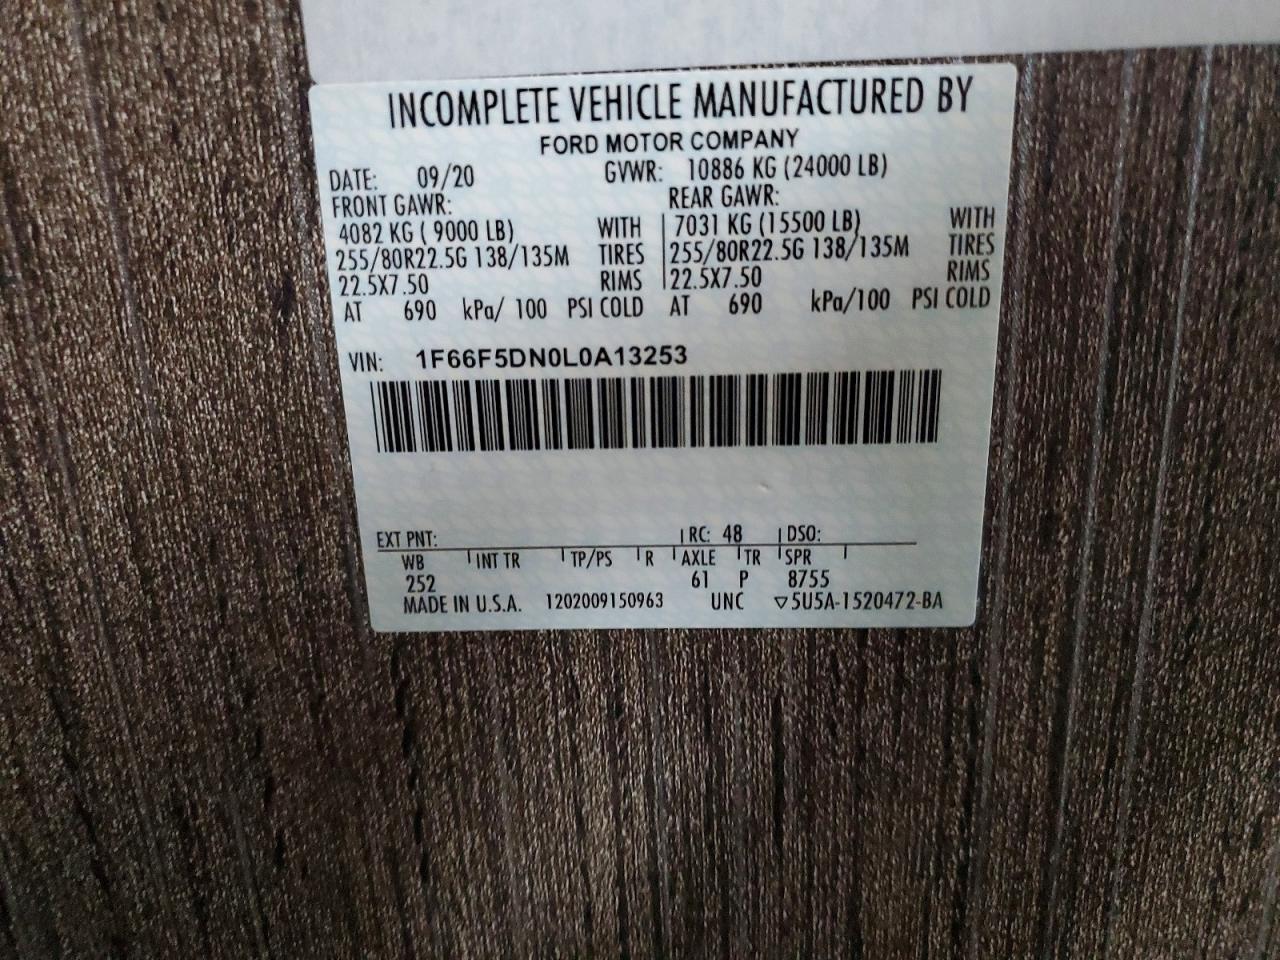 INCOMPLETE VEHICLE MANUFACTURED BY
FORD MOTOR COMPANY
DATE: 09/20 GVWR: 10886 KG (24000 LB)
FRONT GAWR: REAR GAWR:
4082 KG ( 9000 LB) WITH 7031 KG (15500 LB) WITH
255/80R22.5G 138/135M TIRES 255/80R22.5G 138/135M TIRES
22.5X7.50 RIMS 22.5X7.50 RIMS
AT 690 kPa/ 100 PSI COLD AT 690 kPa/100 PSI COLD
VIN: 1F66F5DN0L0A13253
EXT PNT: RC: 48 DSO:
WB INT TR TP/PS R AXLE TR SPR
252 61 P 8755
MADE IN U.S.A. 1202009150963 UNC ▽5U5A-1520472-BA